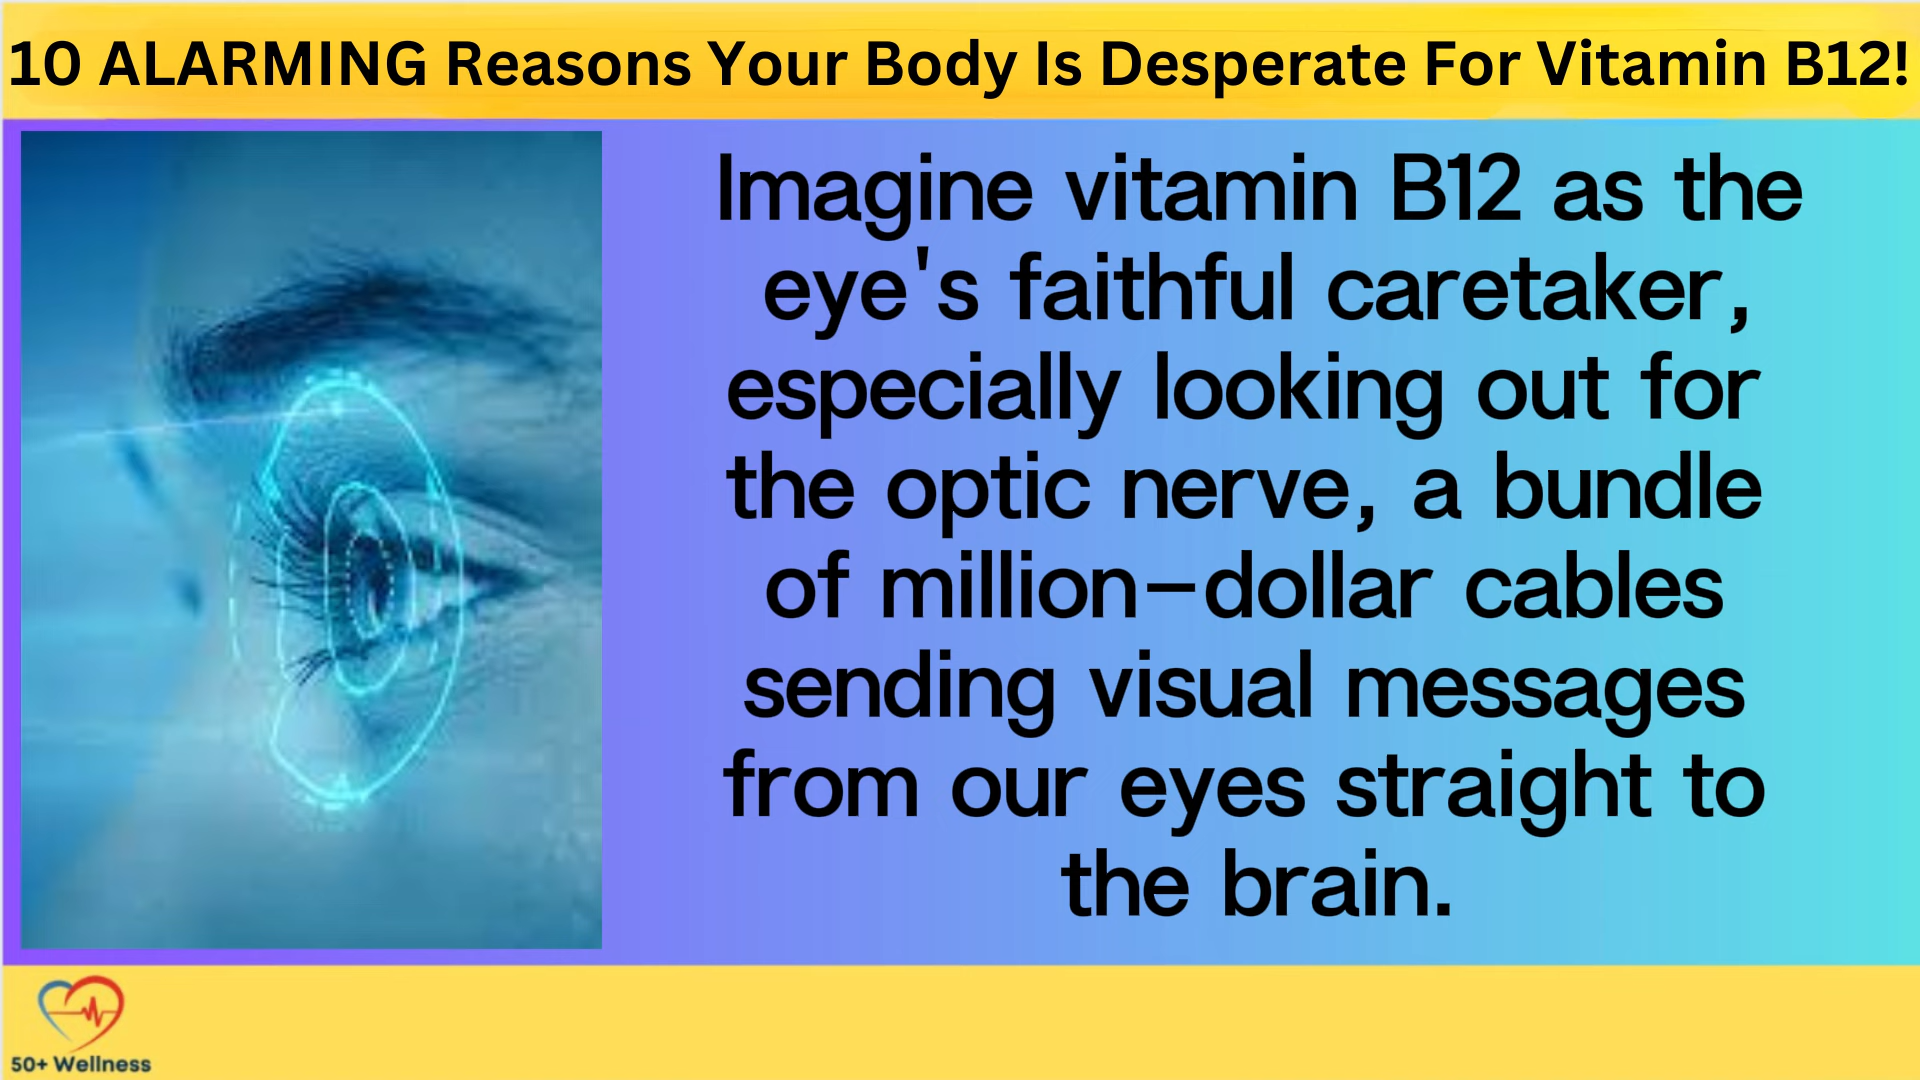 10 ALARMING Reasons Your Body Is Desperate For Vitamin B12!
Imagine vitamin B12 as the
eye's faithful caretaker,
especially looking out for
the optic nerve, a bundle
of million-dollar cables
sending visual messages
from our eyes straight to
the brain.
50+ Wellness